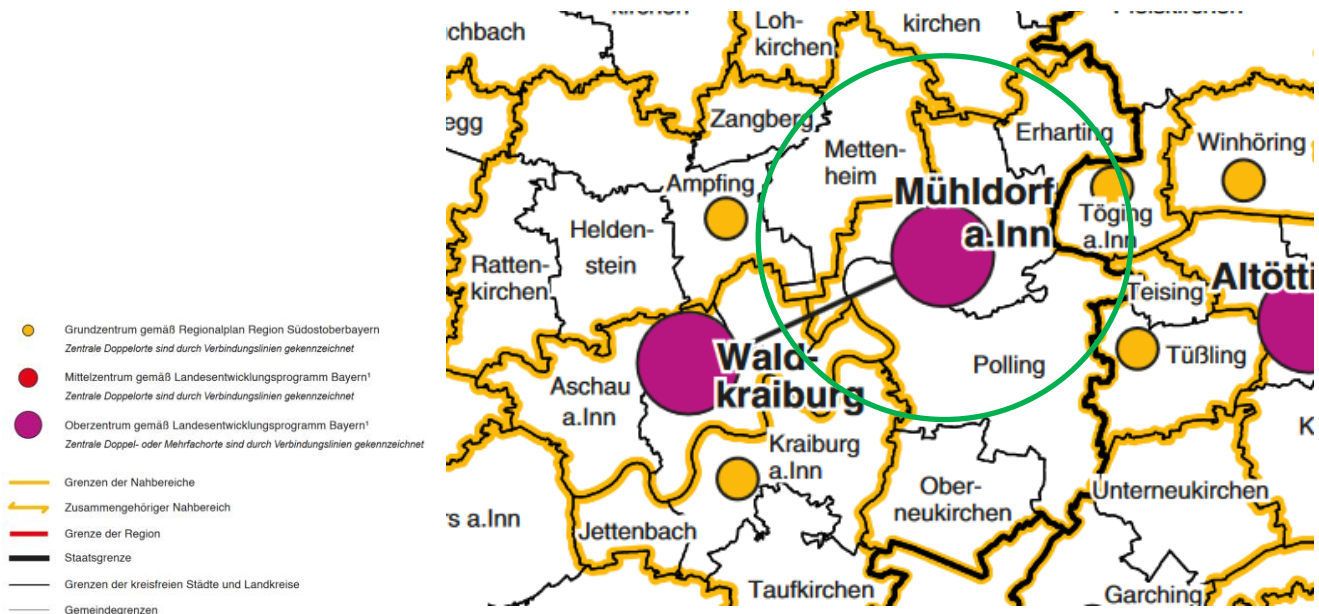 Grundzentrum gemäß Regionalplan Region Südostoberbayern
Zentrale Doppelorte sind durch Verbindungslinien gekennzeichnet
Mittelzentrum gemäß Landesentwicklungsprogramm Bayern¹
Zentrale Doppelorte sind durch Verbindungslinien gekennzeichnet
Oberzentrum gemäß Landesentwicklungsprogramm Bayern¹
Zentrale Doppel- oder Mehrfachorte sind durch Verbindungslinien gekennzeichnet
Grenzen der Nahbereiche
Zusammengehöriger Nahbereich
Grenze der Region
Staatsgrenze
Grenzen der kreisfreien Städte und Landkreise
Gemeindegrenzen
chbach
Loh-
kirchen
kirchen
egg
Zangberg
Metten-
heim
Erharting
Winhöring
Ampfing
Mühldorf
a.Inn
Töging
a.Inn
Helden-
stein
Ratten-
kirchen
Teising
Altötti
Wald-
kraiburg
Polling
Tüßling
Aschau
a.Inn
K
Kraiburg
a.Inn
Ober-
neukirchen
Unterneukirchen
s a.Inn
Jettenbach
Taufkirchen
Garching